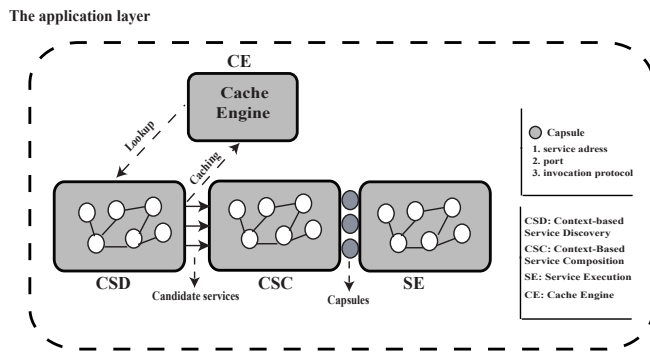 The application layer
CE
Cache
Engine
Lookup
Caching
CSD
CSC
SE
Candidate services
Capsules
Capsule
1. service adress
2. port
3. invocation protocol
CSD: Context-based
Service Discovery
CSC: Context-Based
Service Composition
SE: Service Execution
CE: Cache Engine